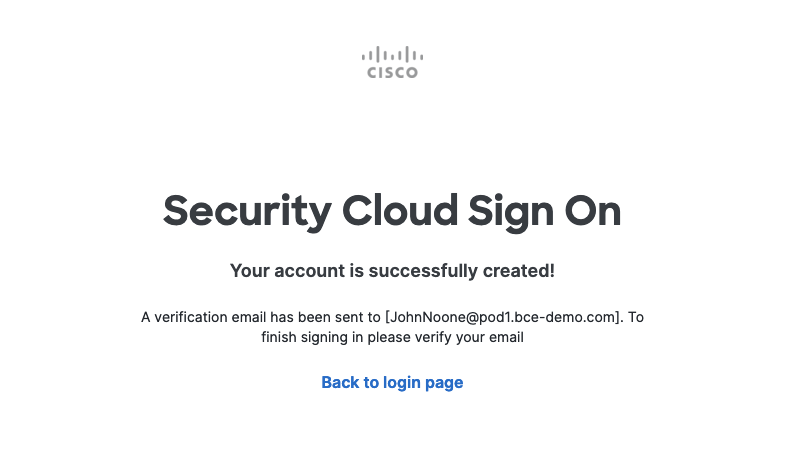 CISCO
Security Cloud Sign On
Your account is successfully created!
A verification email has been sent to [JohnNoone@pod1.bce-demo.com]. To
finish signing in please verify your email
Back to login page